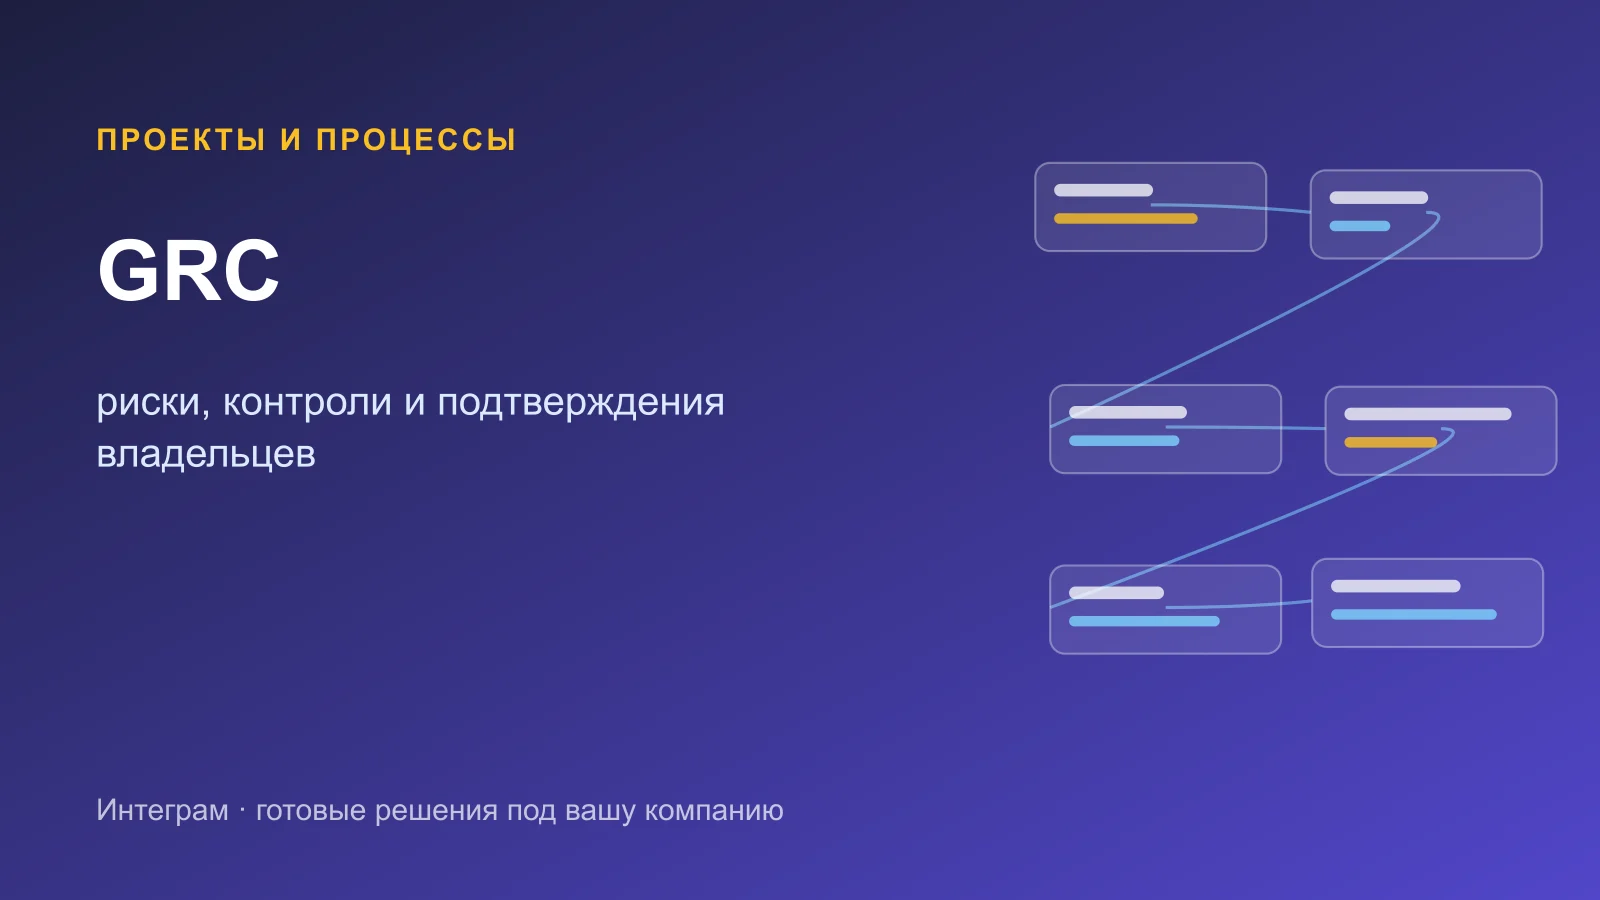 ПРОЕКТЫ И ПРОЦЕССЫ
GRC
риски, контроли и подтверждения
владельцев
Интеграм · готовые решения под вашу компанию